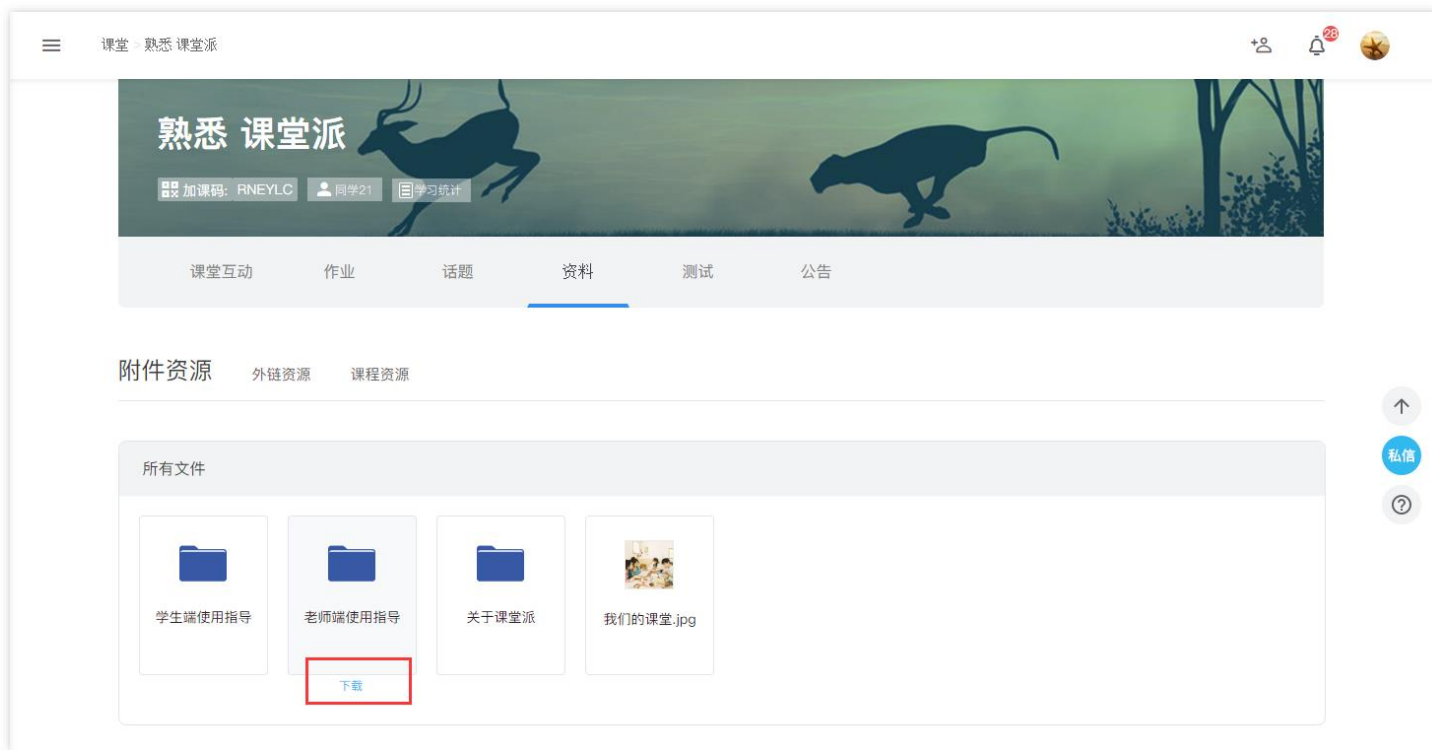 课堂 > 熟悉 课堂派
28
熟悉 课堂派
加课码: RNEYLC 同学21 学习统计
课堂互动 作业 话题 资料 测试 公告
附件资源 外链资源 课程资源
私信
所有文件
学生端使用指导 老师端使用指导 关于课堂派 我们的课堂.jpg
下载